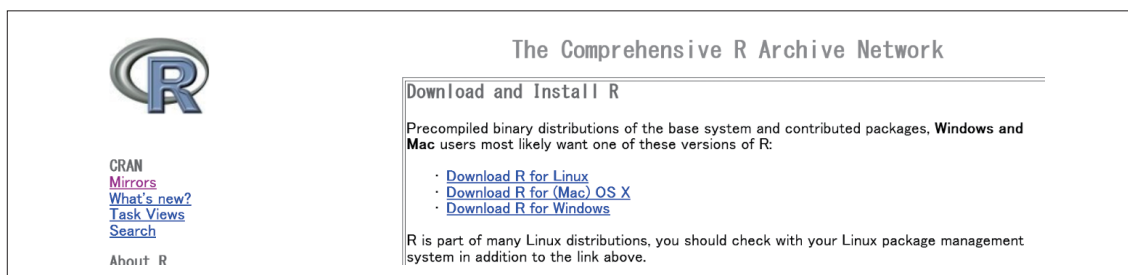 R
CRAN
Mirrors
What's new?
Task Views
Search
About R
The Comprehensive R Archive Network
Download and Install R
Precompiled binary distributions of the base system and contributed packages, Windows and
Mac users most likely want one of these versions of R:
· Download R for Linux
· Download R for (Mac) OS X
· Download R for Windows
R is part of many Linux distributions, you should check with your Linux package management
system in addition to the link above.